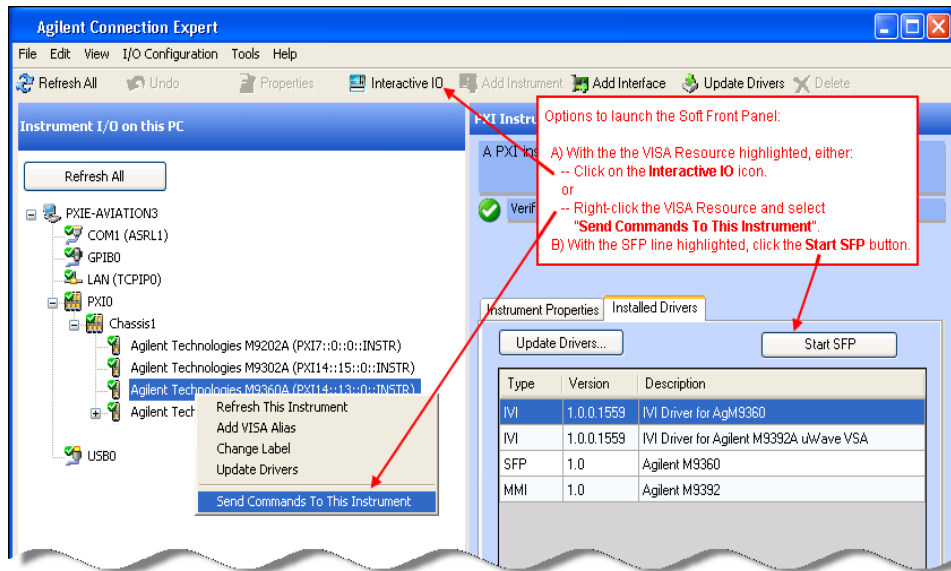 Agilent Connection Expert
File Edit View I/O Configuration Tools Help
Refresh All Undo Properties Interactive IO Add Instrument Add Interface Update Drivers Delete
Instrument I/O on this PC
Refresh All
PXIE-AVIATION3
COM1 (ASRL1)
GPIB0
LAN (TCPIP0)
PXI0
Chassis1
Agilent Technologies M9202A (PXI7::0::0::INSTR)
Agilent Technologies M9302A (PXI14::15::0::INSTR)
Agilent Technologies M9360A (PXI14::13::0::INSTR)
Agilent Tech
USB0
Refresh This Instrument
Add VISA Alias
Change Label
Update Drivers
Send Commands To This Instrument
PXI Instru
A PXI ins
Verif
Options to launch the Soft Front Panel:
A) With the the VISA Resource highlighted, either:
-- Click on the Interactive IO icon.
or
-- Right-click the VISA Resource and select
"Send Commands To This Instrument".
B) With the SFP line highlighted, click the Start SFP button.
Instrument Properties Installed Drivers
Update Drivers... Start SFP
Type Version Description
IVI 1.0.0.1559 IVI Driver for AgM9360
IVI 1.0.0.1559 IVI Driver for Agilent M9392A uWave VSA
SFP 1.0 Agilent M9360
MMI 1.0 Agilent M9392